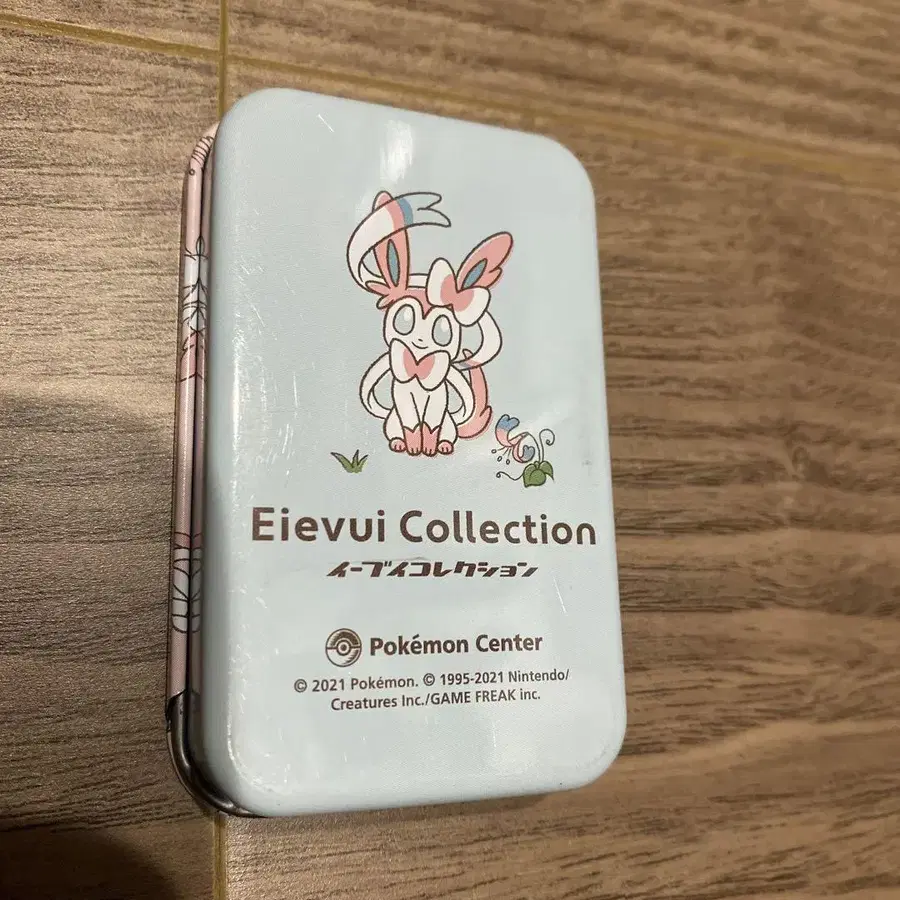 Eievui Collection
イーブイコレクション
Pokémon Center
© 2021 Pokémon. © 1995-2021 Nintendo/
Creatures Inc./GAME FREAK inc.